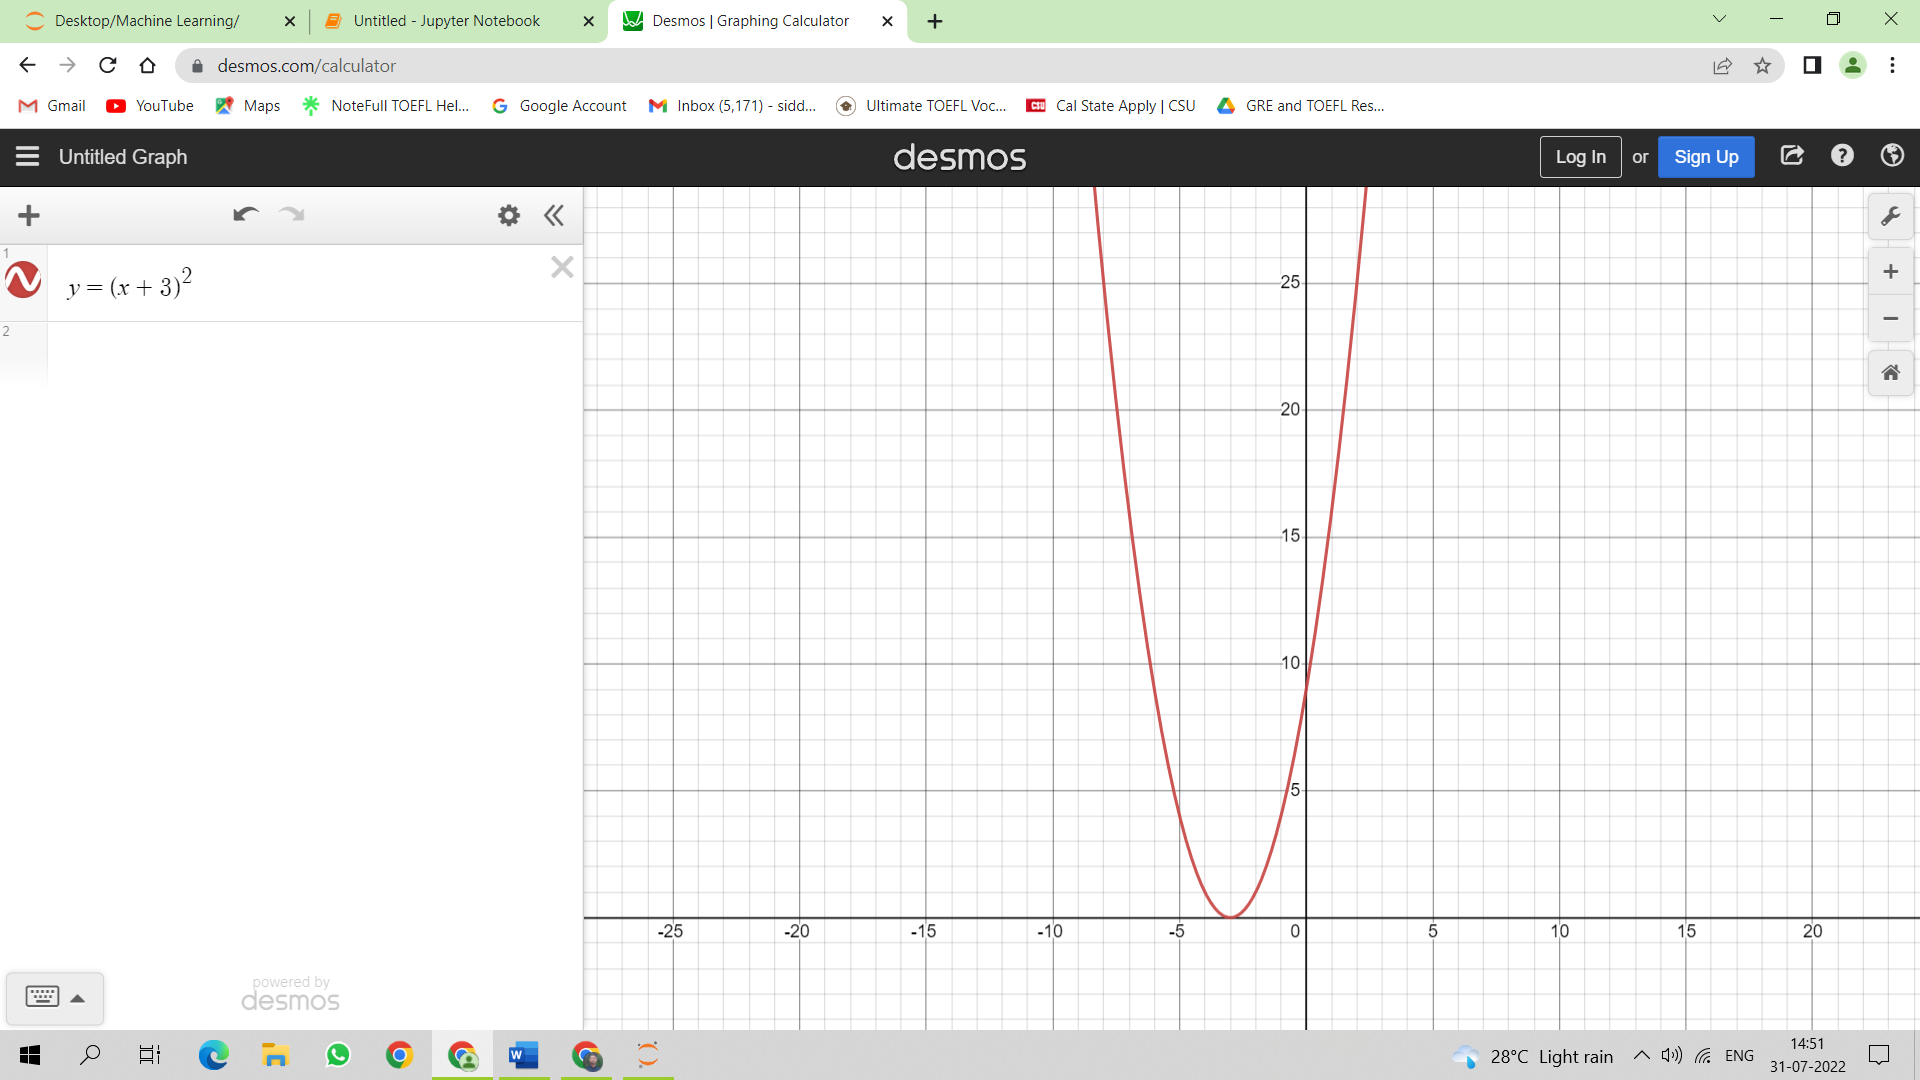 Desktop/Machine Learning/
Untitled - Jupyter Notebook
Desmos | Graphing Calculator
desmos.com/calculator
Gmail
YouTube
Maps
NoteFull TOEFL Hel...
Google Account
Inbox (5,171) - sidd...
Ultimate TOEFL Voc...
CSU
Cal State Apply | CSU
GRE and TOEFL Res...
Untitled Graph
desmos
Log In
or
Sign Up
1
y = (x + 3)^2
2
25
20
15
10
5
-25
-20
-15
-10
-5
0
5
10
15
20
powered by
desmos
28°C Light rain
ENG
14:51
31-07-2022